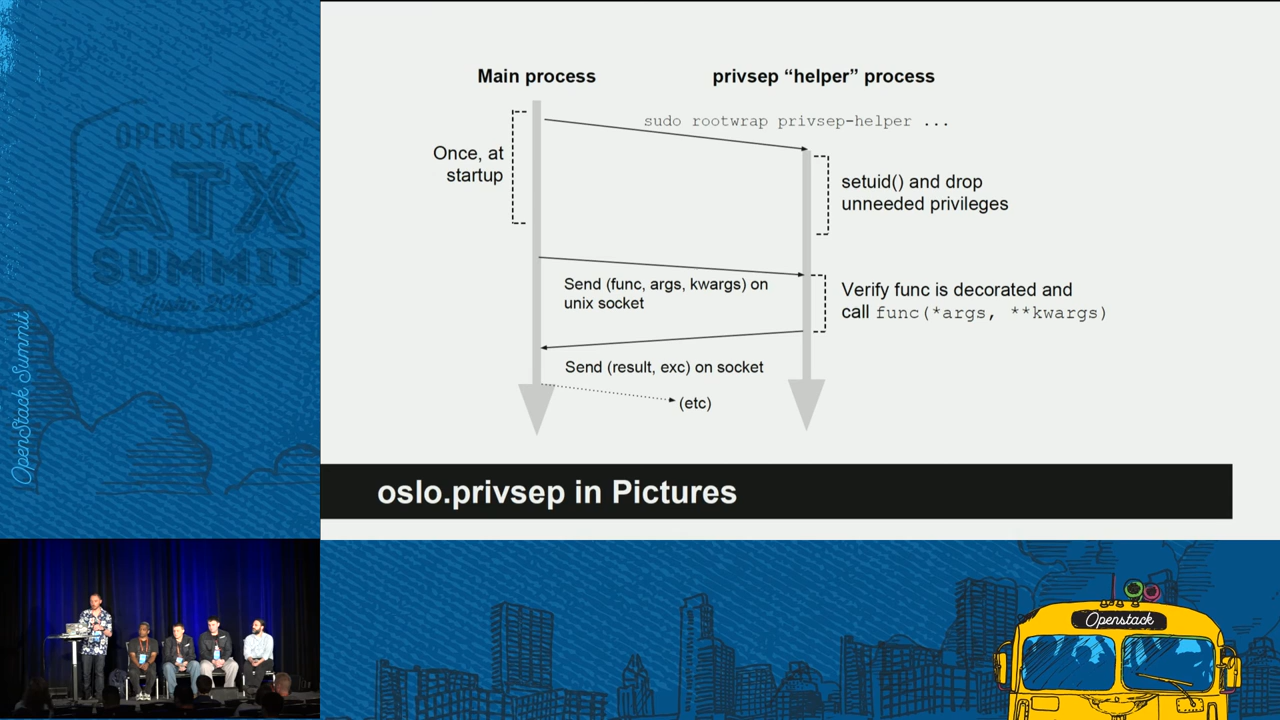 OPENSTACK
ATX
SUMMIT
Austin 2016
OpenStack Summit
Main process
privsep “helper” process
sudo rootwrap privsep-helper ...
Once, at
startup
setuid() and drop
unneeded privileges
Send (func, args, kwargs) on
unix socket
Verify func is decorated and
call func(*args, **kwargs)
Send (result, exc) on socket
(etc)
oslo.privsep in Pictures
Openstack